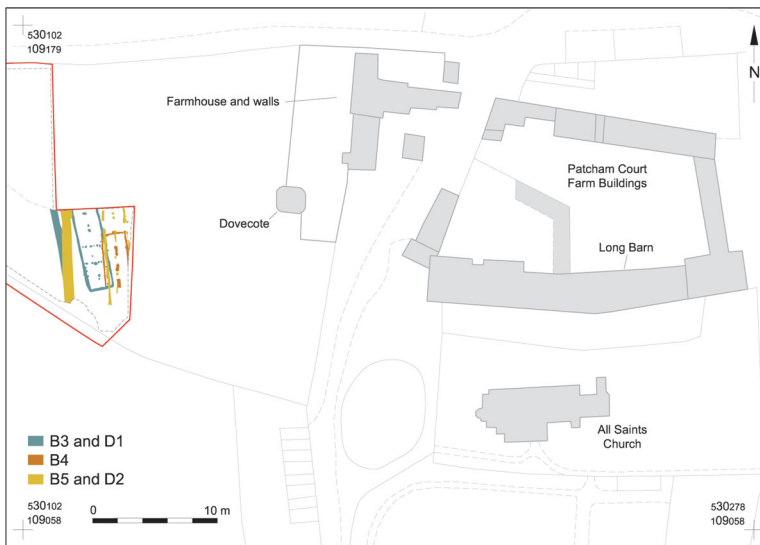 530102
109179
N
Farmhouse and walls
Patcham Court
Farm Buildings
Dovecote
Long Barn
All Saints
Church
B3 and D1
B4
B5 and D2
530102
109058
0 10 m
530278
109058